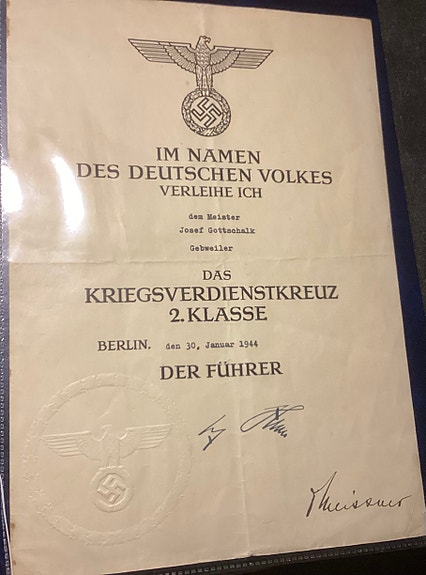 IM NAMEN
DES DEUTSCHEN VOLKES
VERLEIHE ICH
dem Meister
Josef Gottschalk
Gebweiler
DAS
KRIEGSVERDIENSTKREUZ
2. KLASSE
BERLIN, den 30. Januar 1944
DER FÜHRER
Meissner